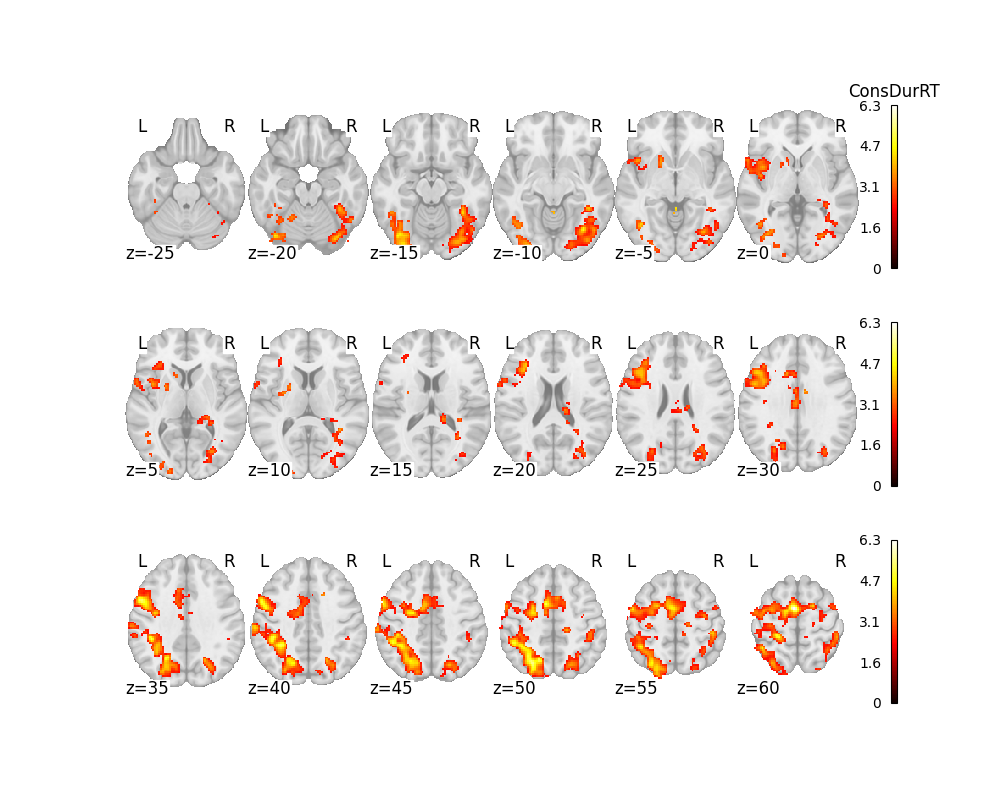 ConsDurRT
L R L R L R L R L R L R
z=-25 z=-20 z=-15 z=-10 z=-5 z=0
6.3
4.7
3.1
1.6
0
L R L R L R L R L R L R
z=5 z=10 z=15 z=20 z=25 z=30
6.3
4.7
3.1
1.6
0
L R L R L R L R L R L R
z=35 z=40 z=45 z=50 z=55 z=60
6.3
4.7
3.1
1.6
0